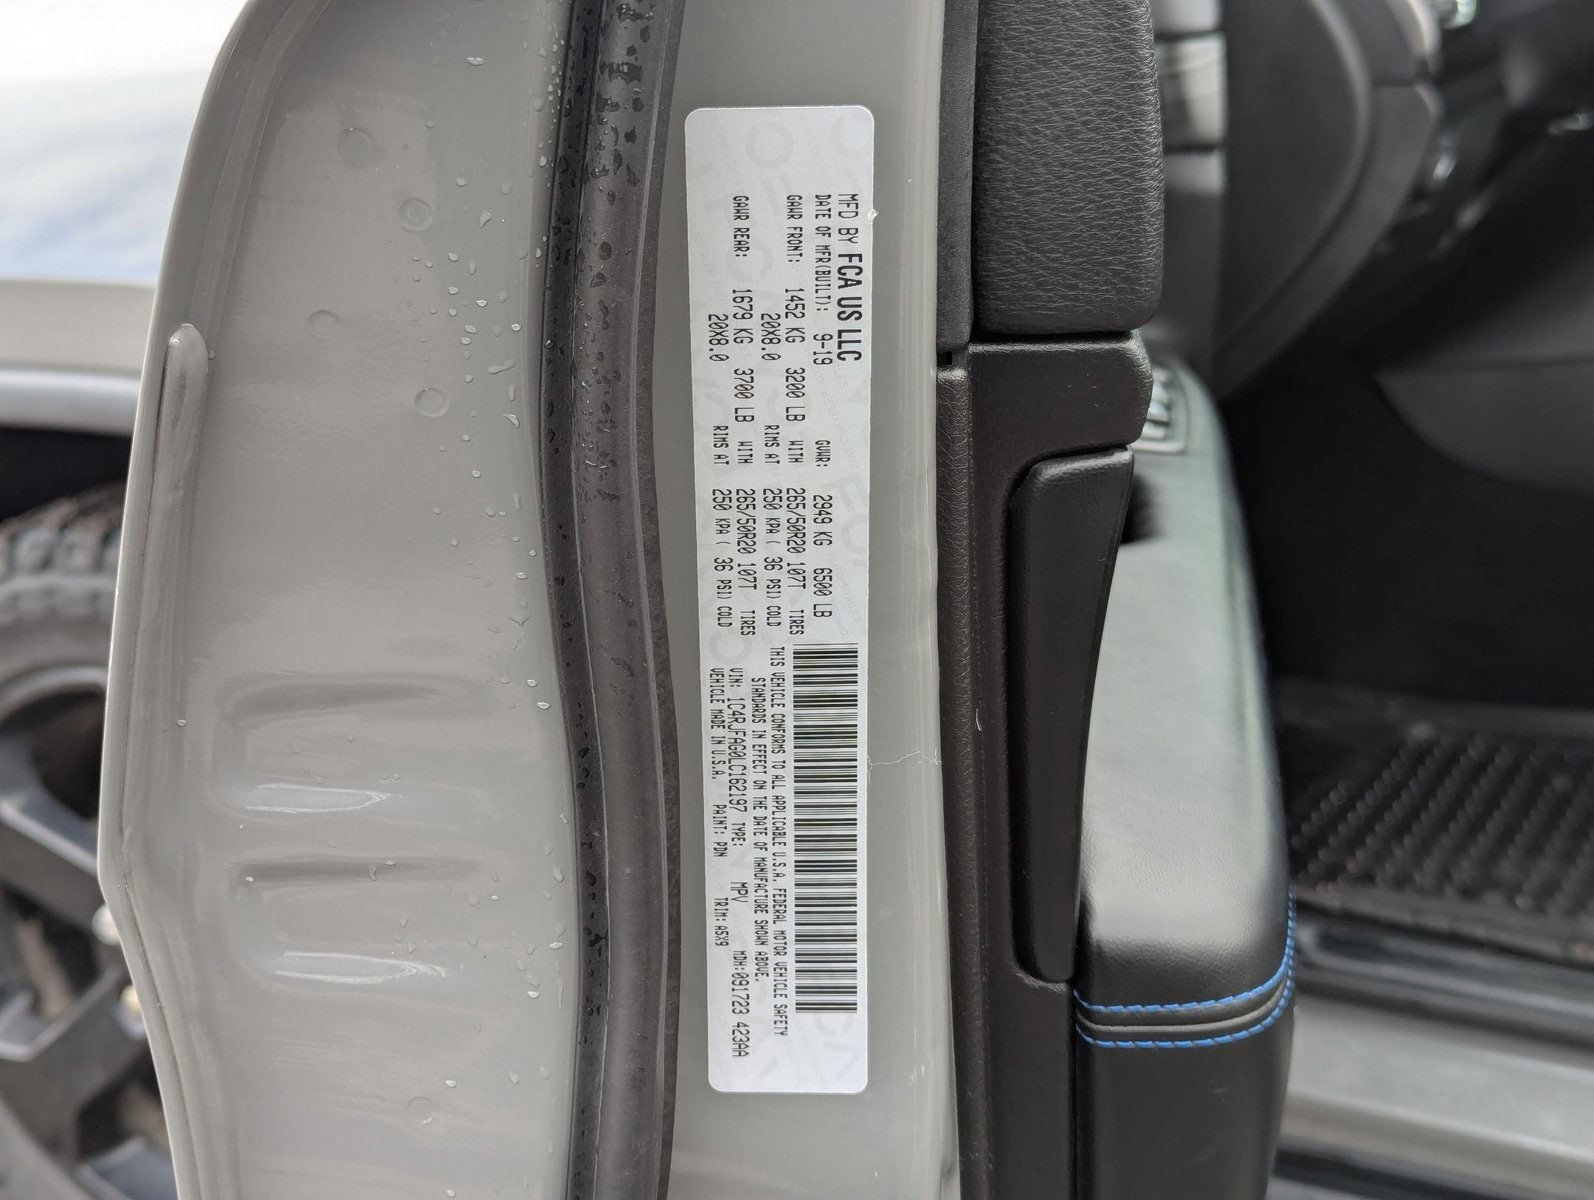 MFD BY FCA US LLC
DATE OF MFR(BUILT): 9-19 GVWR: 2949 KG 6500 LB
GAWR FRONT: 1452 KG 3200 LB WITH 265/50R20 107T TIRES
20X8.0 RIMS AT 250 KPA ( 36 PSI) COLD
GAWR REAR: 1679 KG 3700 LB WITH 265/50R20 107T TIRES
20X8.0 RIMS AT 250 KPA ( 36 PSI) COLD
THIS VEHICLE CONFORMS TO ALL APPLICABLE U.S.A. FEDERAL MOTOR VEHICLE SAFETY
STANDARDS IN EFFECT ON THE DATE OF MANUFACTURE SHOWN ABOVE.
VIN: 1C4RJFAG0LC162197 TYPE: MPV MDH:091723 423AA
VEHICLE MADE IN U.S.A. PAINT: PDN TRIM: A5X9